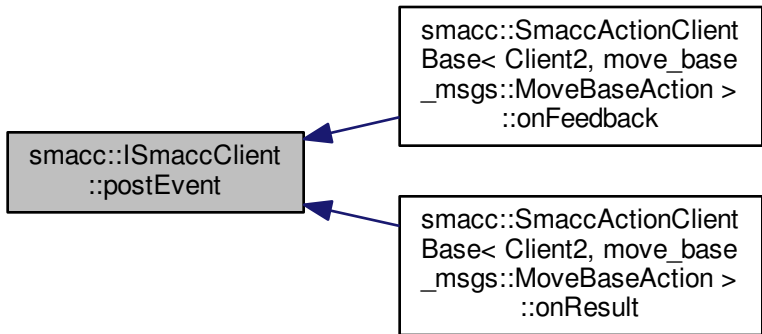 smacc::ISmaccClient
::postEvent
smacc::SmaccActionClient
Base< Client2, move_base
_msgs::MoveBaseAction >
::onFeedback
smacc::SmaccActionClient
Base< Client2, move_base
_msgs::MoveBaseAction >
::onResult